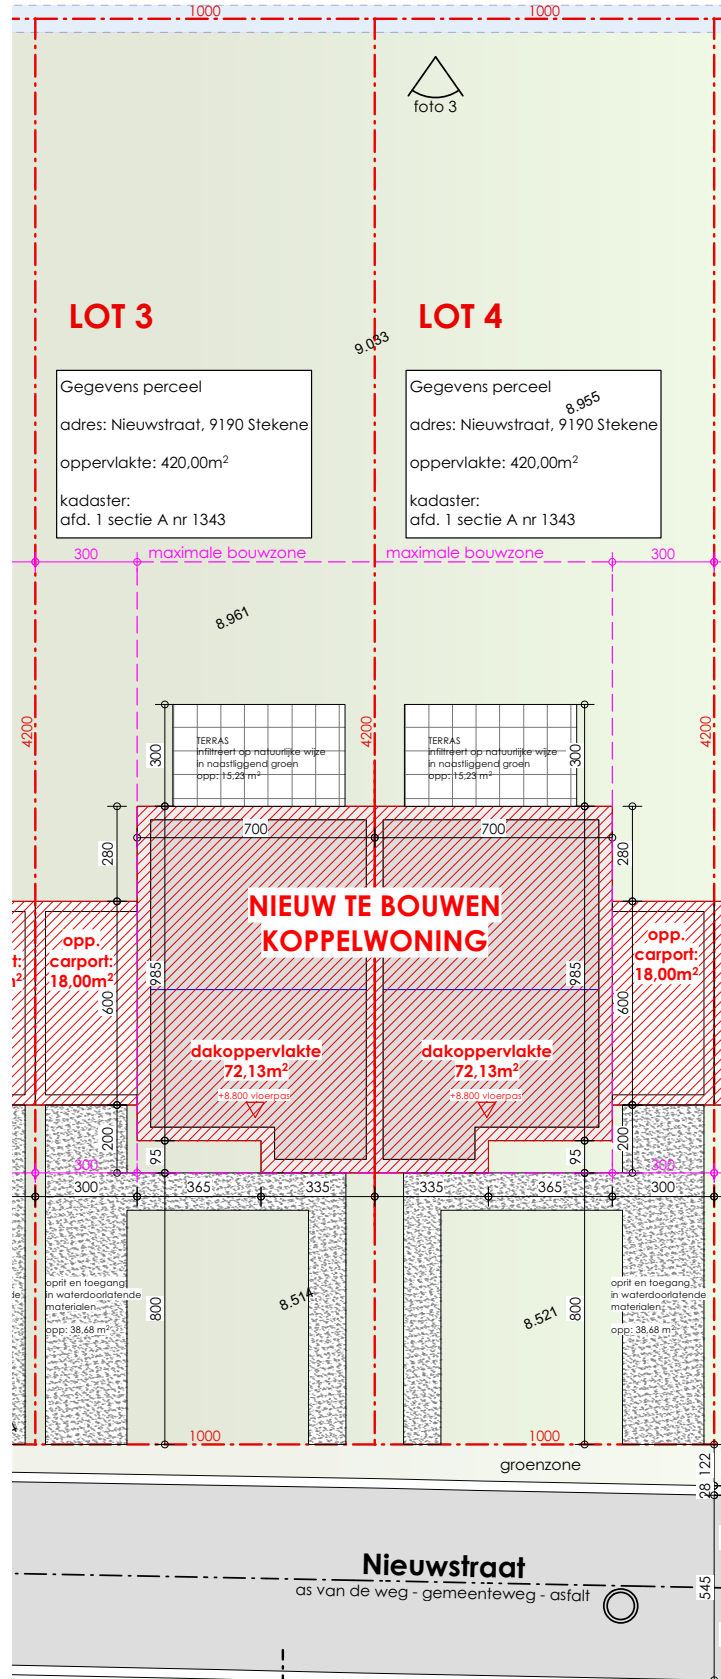 1000
1000
foto 3
LOT 3
LOT 4
9.033
Gegevens perceel
adres: Nieuwstraat, 9190 Stekene
oppervlakte: 420,00m²
kadaster:
afd. 1 sectie A nr 1343
Gegevens perceel
8.955
adres: Nieuwstraat, 9190 Stekene
oppervlakte: 420,00m²
kadaster:
afd. 1 sectie A nr 1343
300
maximale bouwzone
maximale bouwzone
300
8.961
4200
4200
4200
300
TERRAS
infiltreert op natuurlijke wijze
in naastliggend groen
opp: 15,23 m²
TERRAS
infiltreert op natuurlijke wijze
in naastliggend groen
opp: 15,23 m²
300
700
700
280
280
NIEUW TE BOUWEN
KOPPELWONING
opp.
carport:
18,00m²
opp.
carport:
18,00m²
985
985
600
600
dakoppervlakte
72,13m²
+8.800 vloerpas
dakoppervlakte
72,13m²
+8.800 vloerpas
200
95
95
200
300
300
300
365
335
335
365
300
oprit en toegang
in waterdoorlatende
materialen
opp: 38,68 m²
oprit en toegang
in waterdoorlatende
materialen
opp: 38,68 m²
800
8.514
8.521
800
1000
1000
groenzone
122
28
Nieuwstraat
as van de weg - gemeenteweg - asfalt
545